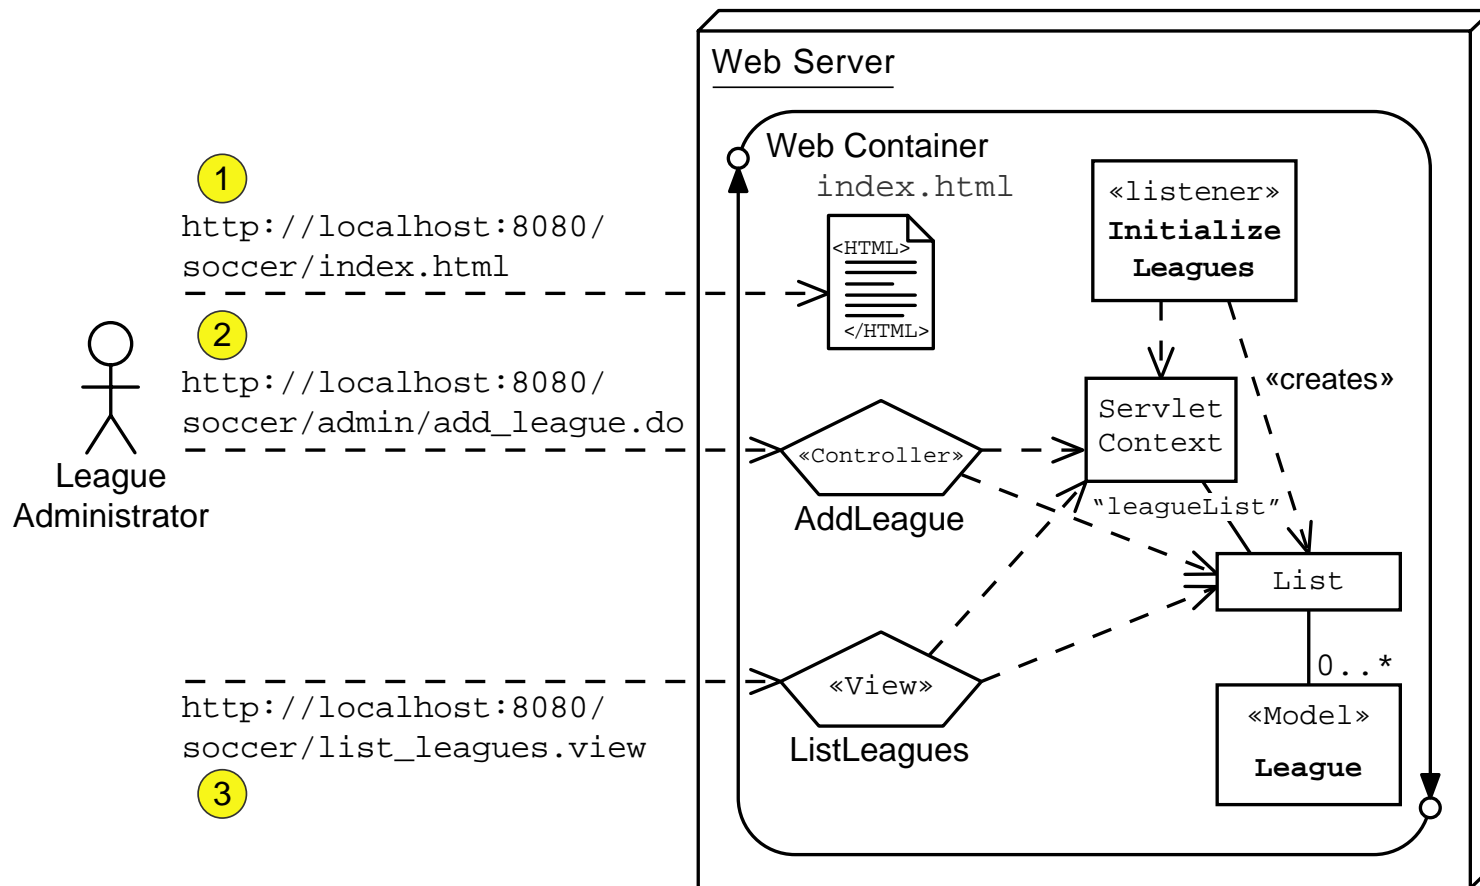 Web Server
Web Container
index.html
<HTML>
</HTML>
«listener»
Initialize
Leagues
1
http://localhost:8080/
soccer/index.html
2
http://localhost:8080/
soccer/admin/add_league.do
League
Administrator
«Controller»
AddLeague
Servlet
Context
«creates»
“leagueList”
List
0..*
«Model»
League
«View»
ListLeagues
http://localhost:8080/
soccer/list_leagues.view
3